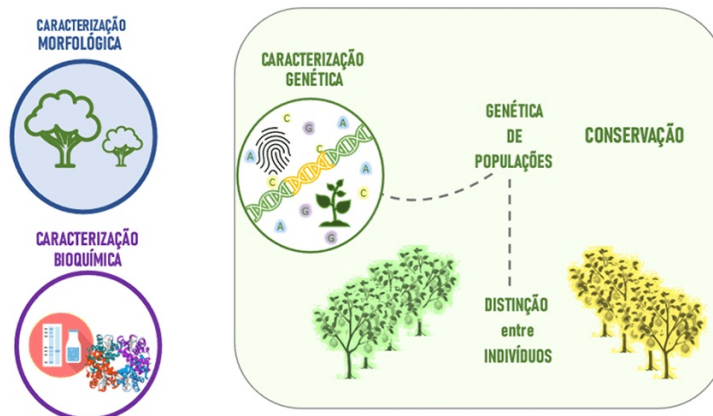 CARACTERIZAÇÃO
MORFOLÓGICA
CARACTERIZAÇÃO
BIOQUÍMICA
CARACTERIZAÇÃO
GENÉTICA
C
G
A
A
C
C
A
G
C
A
G
GENÉTICA
DE
POPULAÇÕES
CONSERVAÇÃO
DISTINÇÃO
entre
INDIVÍDUOS